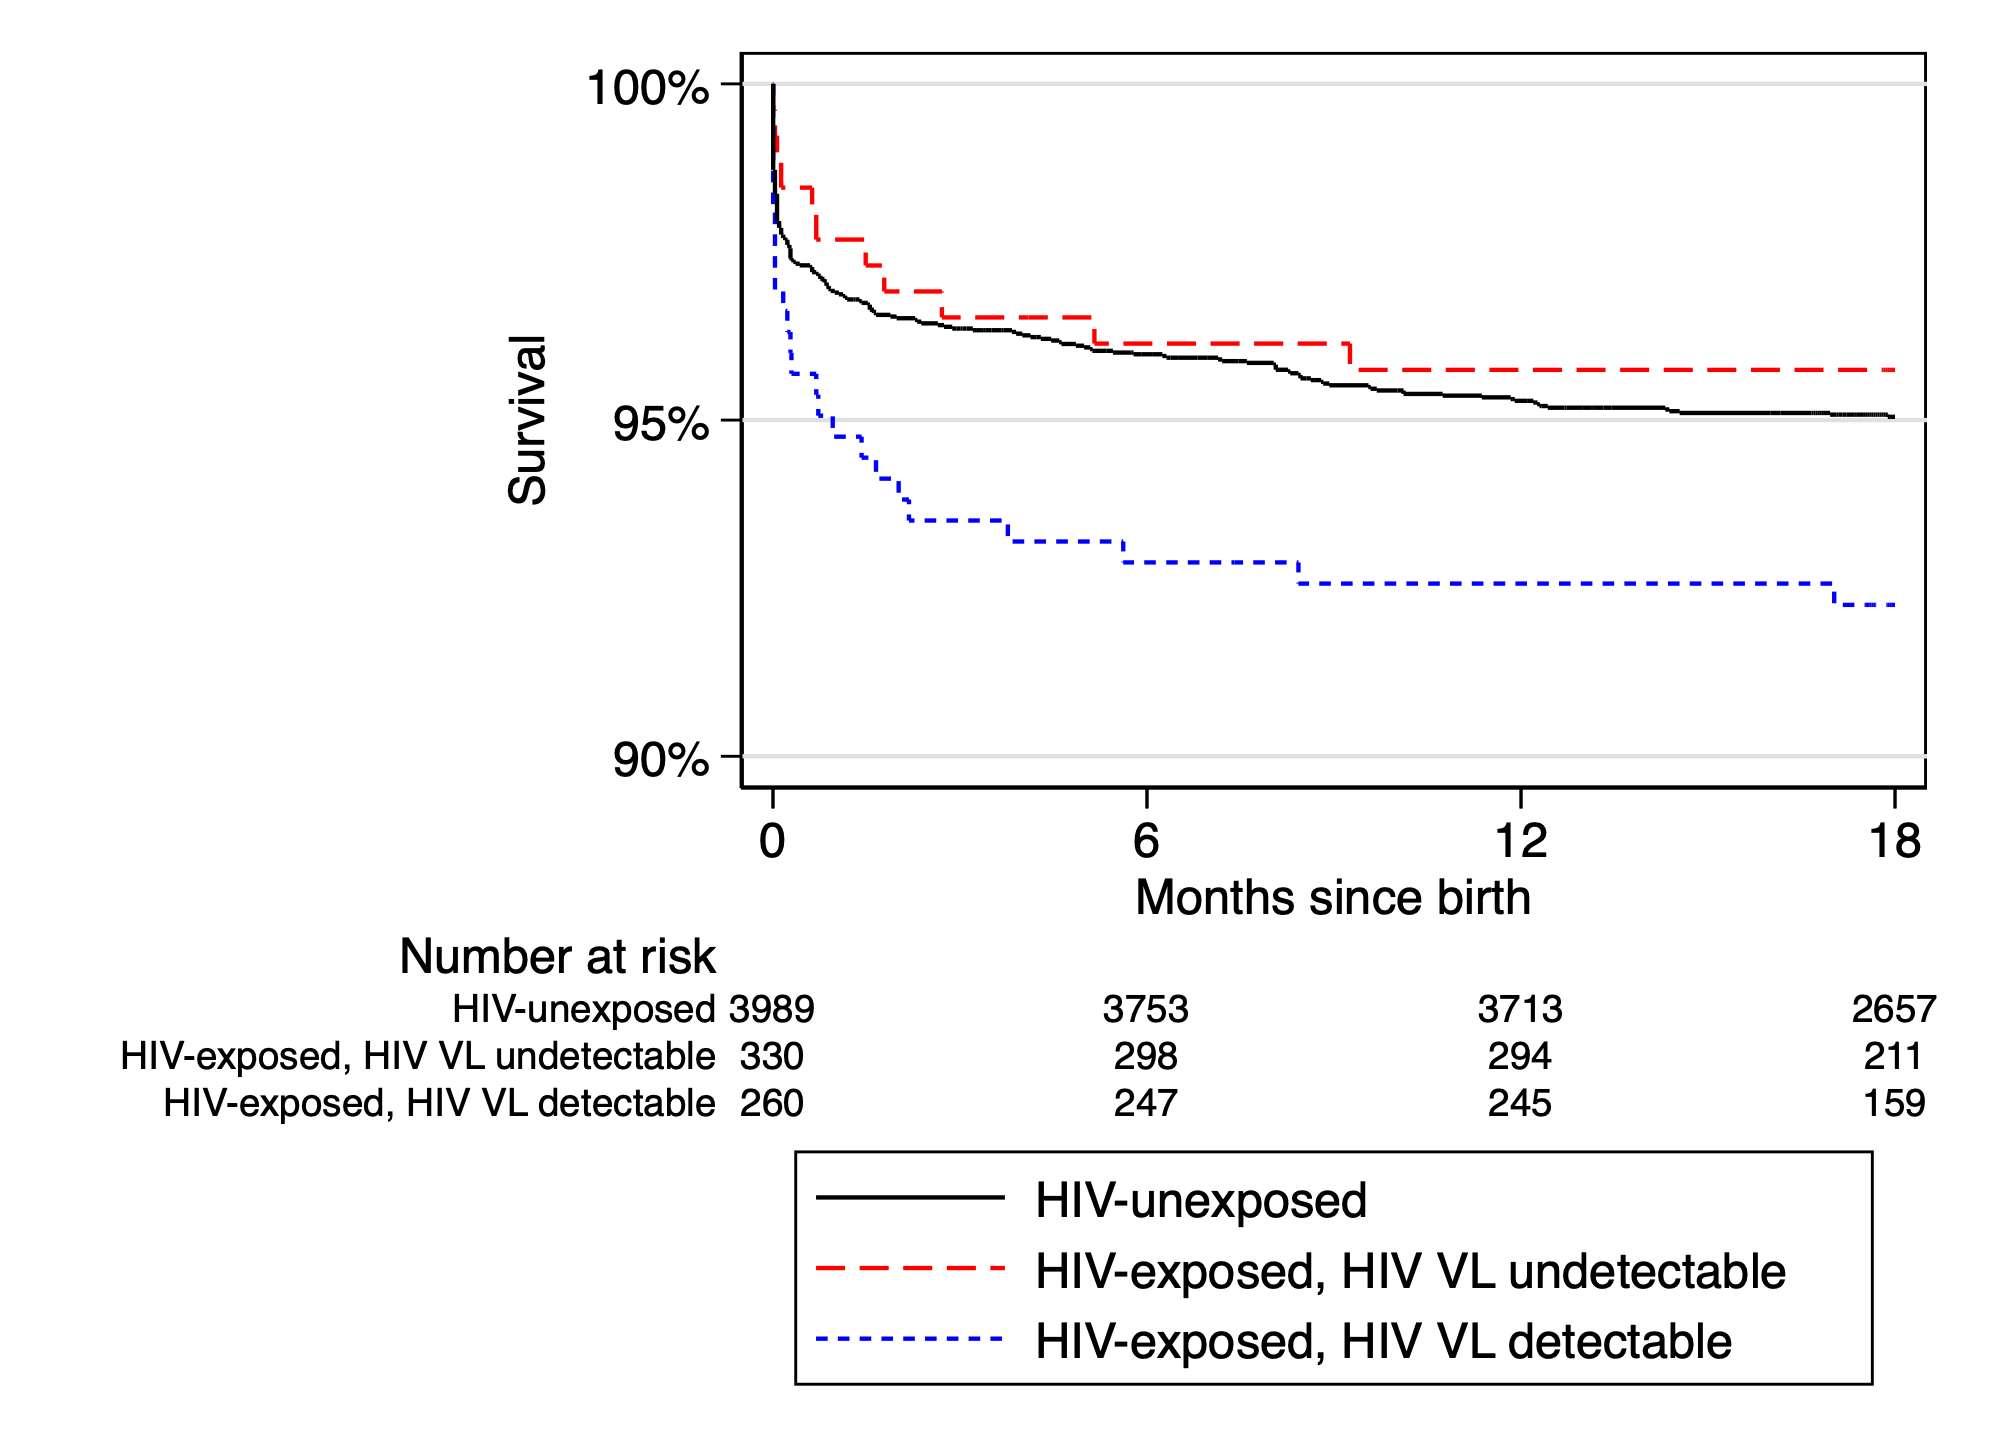 100%
95%
90%
Survival
0 6 12 18
Months since birth
Number at risk
HIV-unexposed 3989 3753 3713 2657
HIV-exposed, HIV VL undetectable 330 298 294 211
HIV-exposed, HIV VL detectable 260 247 245 159
HIV-unexposed
HIV-exposed, HIV VL undetectable
HIV-exposed, HIV VL detectable